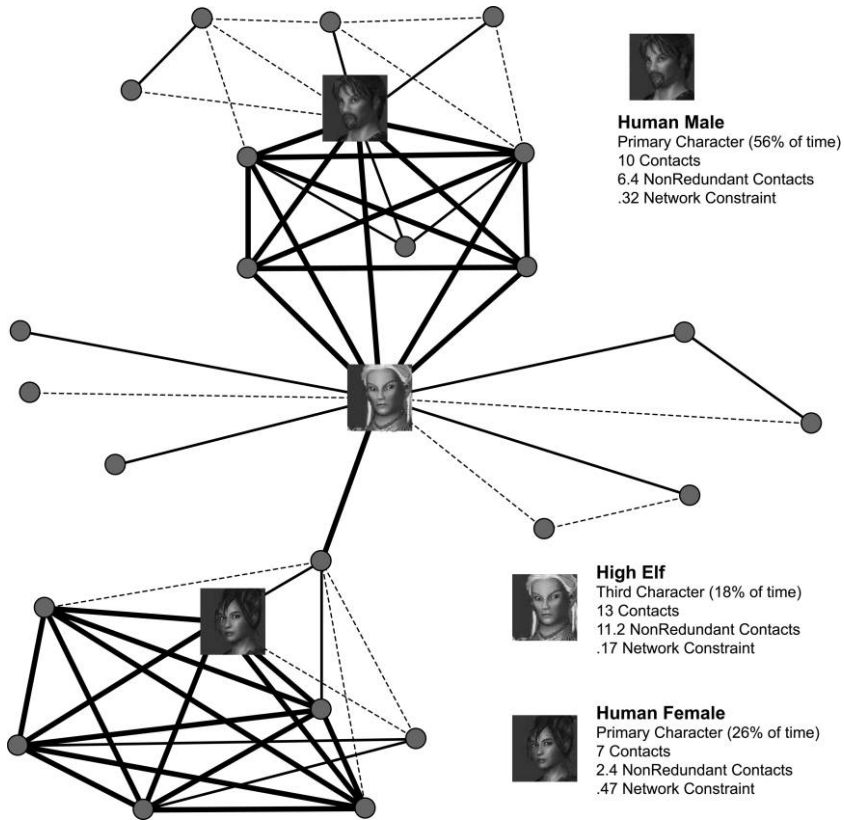 Human Male
Primary Character (56% of time)
10 Contacts
6.4 NonRedundant Contacts
.32 Network Constraint
High Elf
Third Character (18% of time)
13 Contacts
11.2 NonRedundant Contacts
.17 Network Constraint
Human Female
Primary Character (26% of time)
7 Contacts
2.4 NonRedundant Contacts
.47 Network Constraint